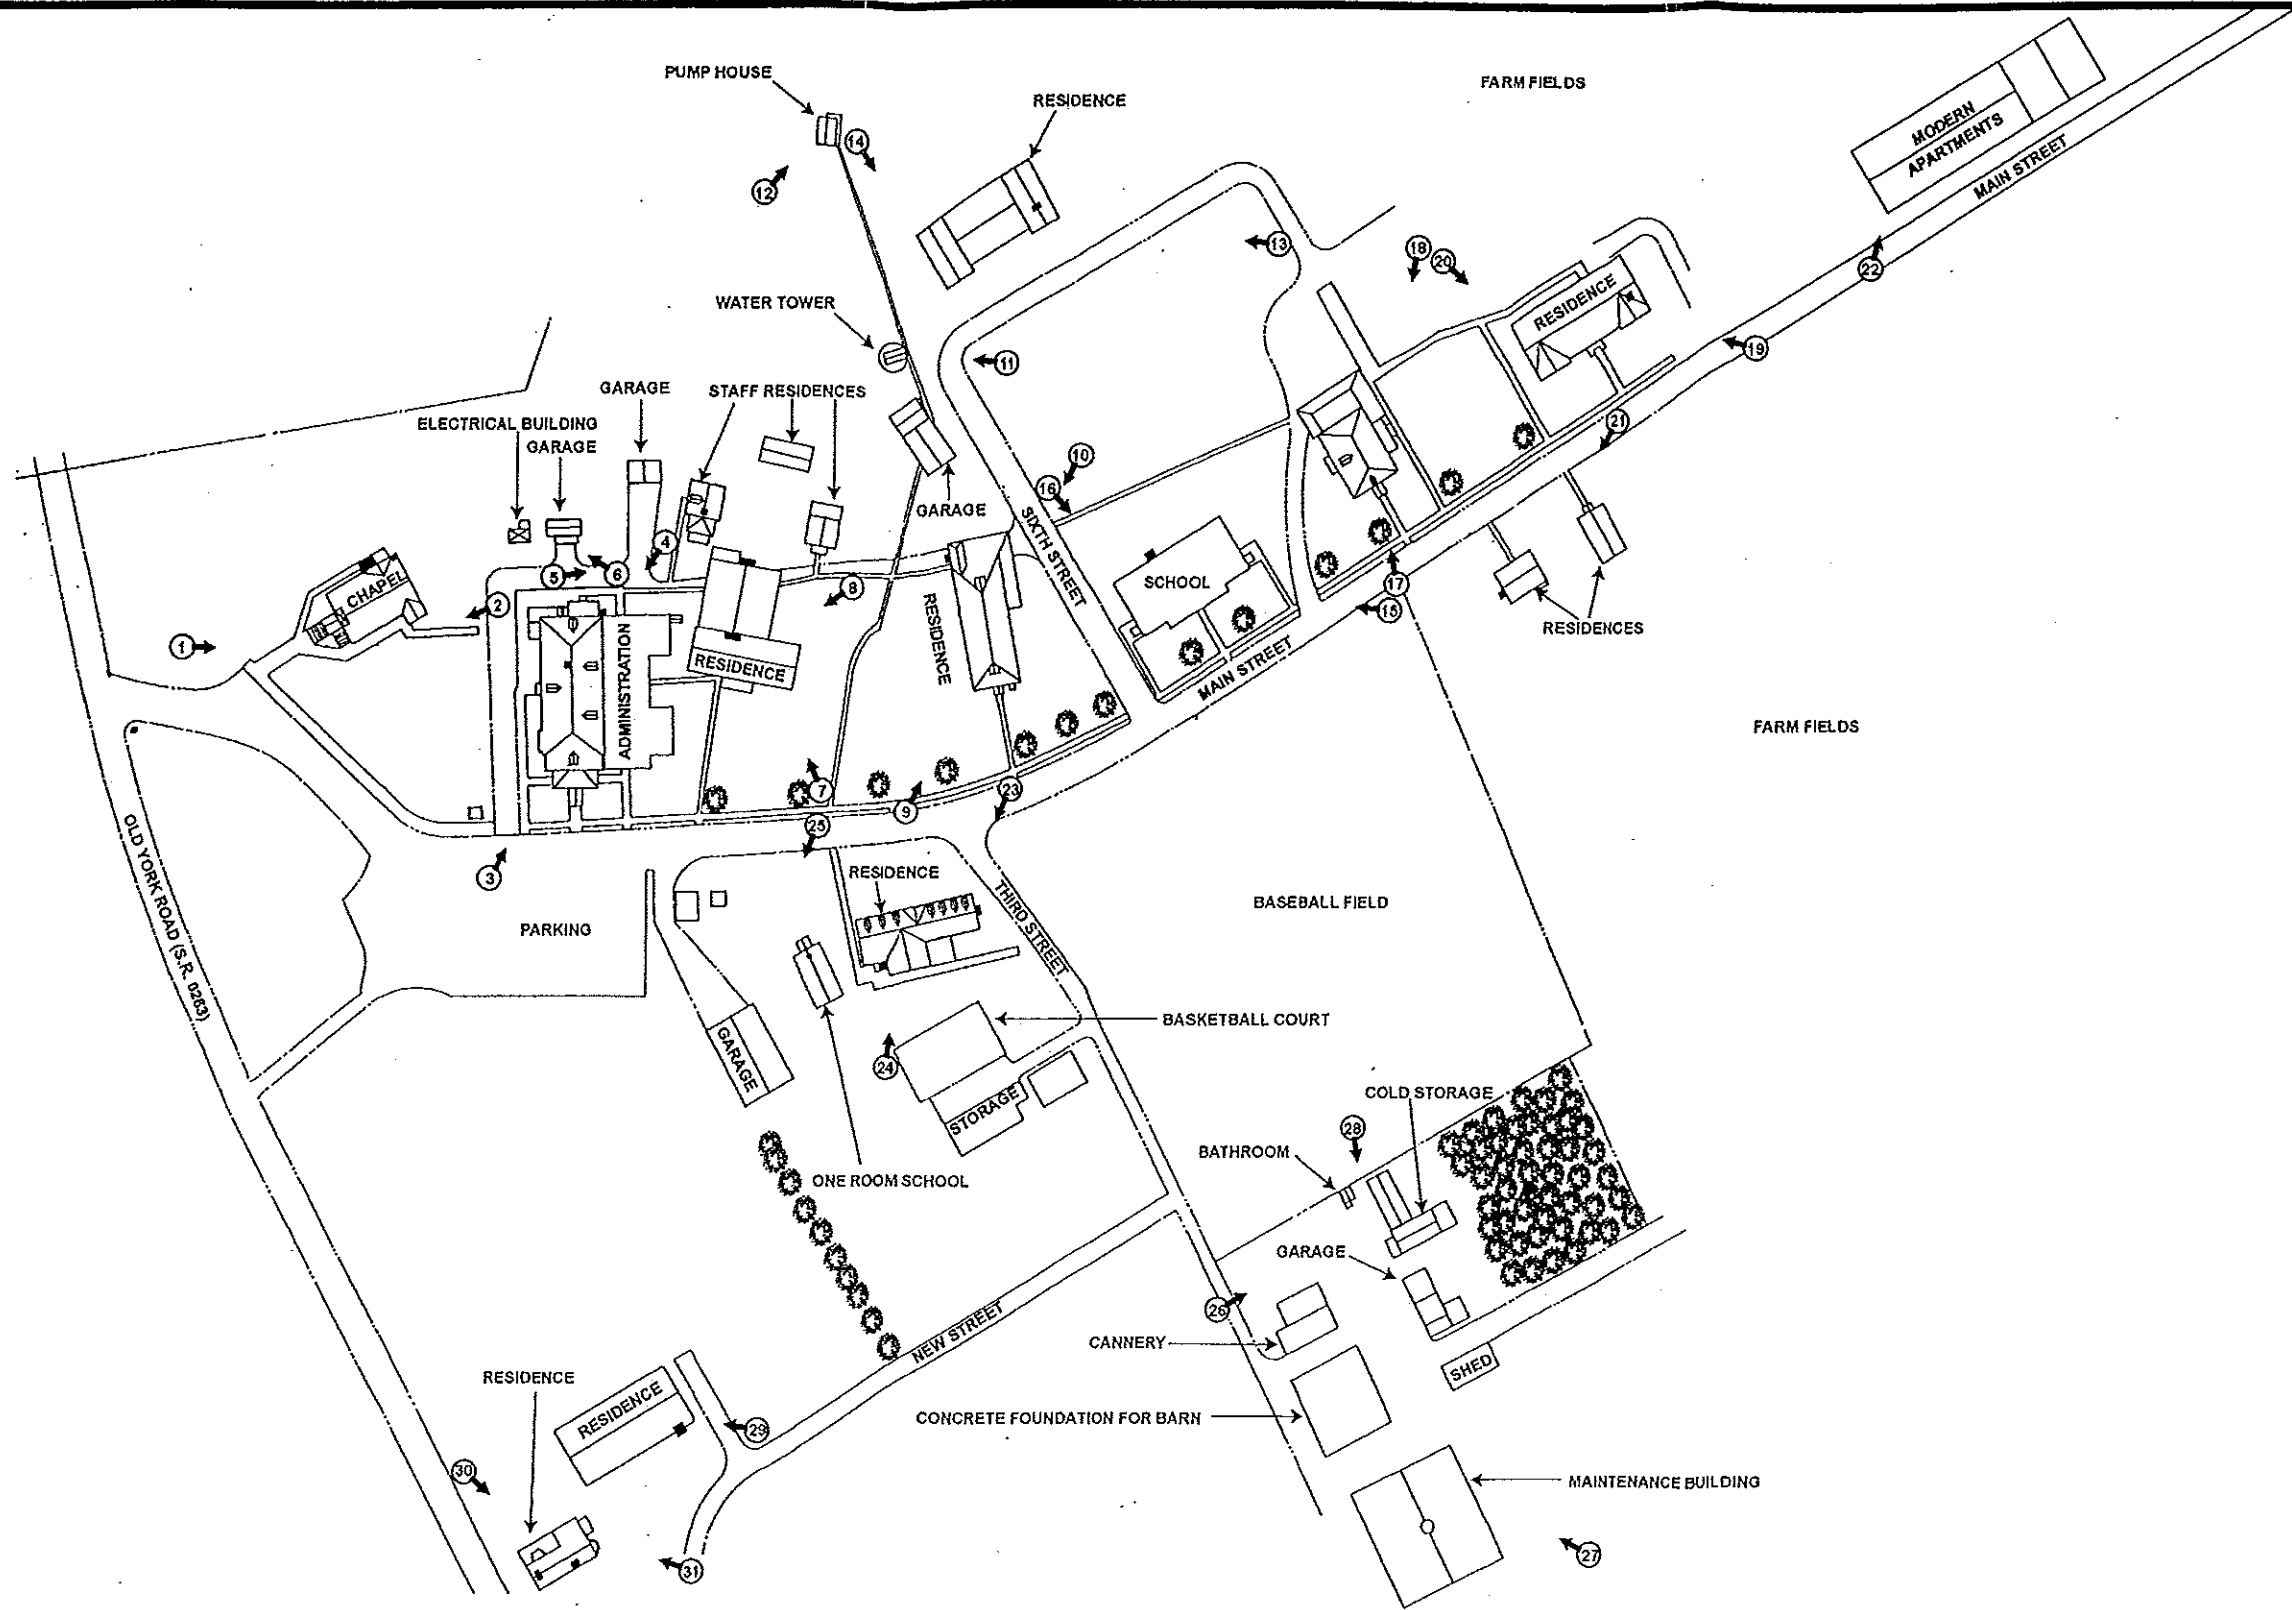 PUMP HOUSE
RESIDENCE
FARM FIELDS
MODERN
APARTMENTS
MAIN STREET
14
12
13
18
20
22
WATER TOWER
RESIDENCE
19
11
GARAGE
STAFF RESIDENCES
ELECTRICAL BUILDING
GARAGE
21
10
16
GARAGE
SIXTH STREET
4
5
6
CHAPEL
2
8
SCHOOL
17
15
RESIDENCES
1
RESIDENCE
RESIDENCE
ADMINISTRATION
MAIN STREET
FARM FIELDS
7
9
23
25
OLD YORK ROAD (S.R. 0263)
3
RESIDENCE
THIRD STREET
PARKING
BASEBALL FIELD
BASKETBALL COURT
GARAGE
24
STORAGE
COLD STORAGE
28
BATHROOM
ONE ROOM SCHOOL
GARAGE
26
NEW STREET
CANNERY
SHED
RESIDENCE
RESIDENCE
CONCRETE FOUNDATION FOR BARN
29
30
MAINTENANCE BUILDING
27
31